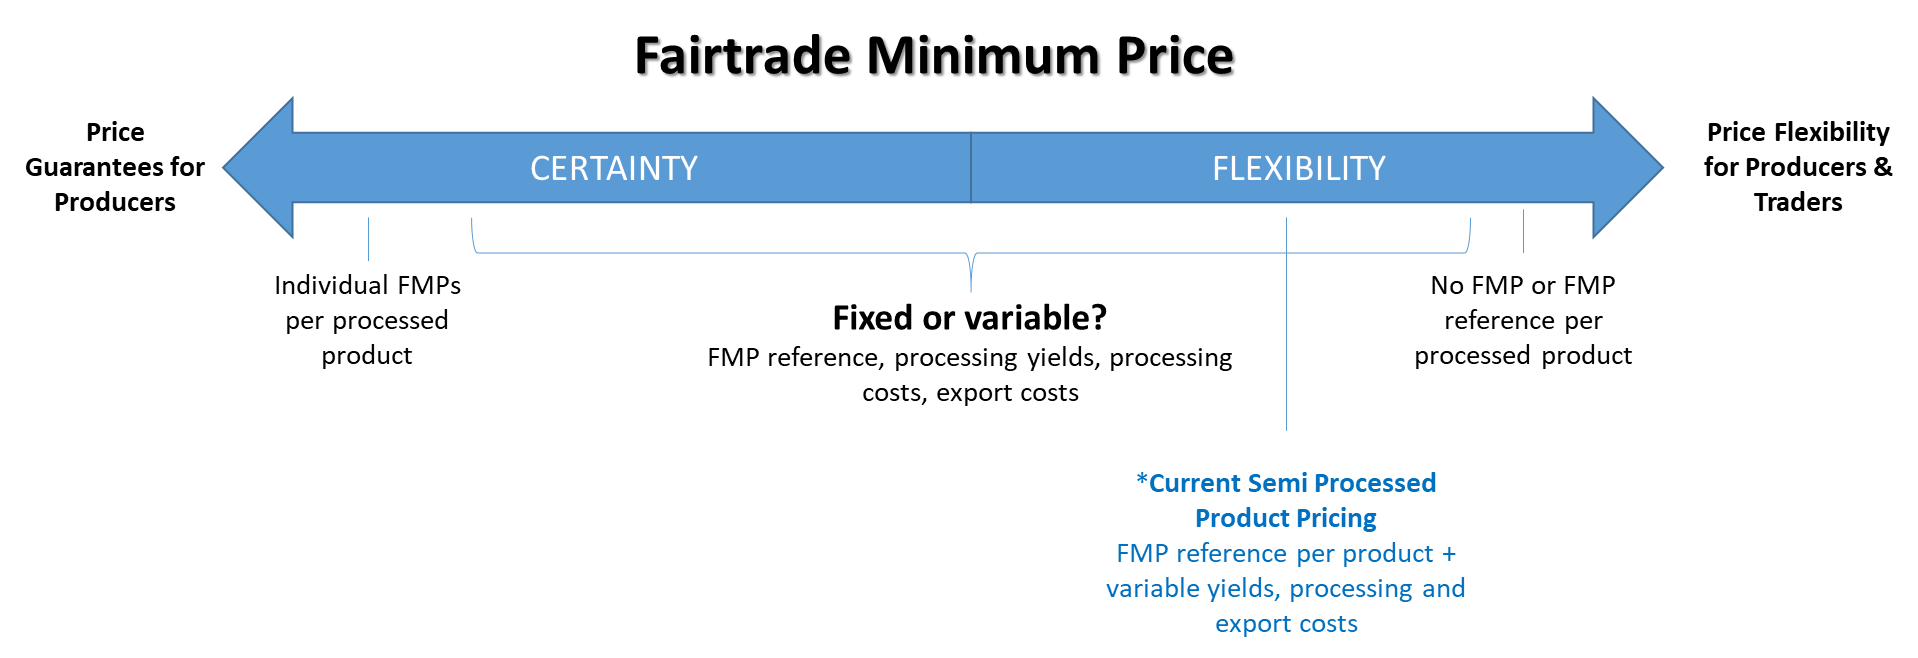 Fairtrade Minimum Price
Price
Guarantees for
Producers
CERTAINTY
FLEXIBILITY
Price Flexibility
for Producers &
Traders
Individual FMPs
per processed
product
Fixed or variable?
FMP reference, processing yields, processing
costs, export costs
No FMP or FMP
reference per
processed product
*Current Semi Processed
Product Pricing
FMP reference per product +
variable yields, processing and
export costs